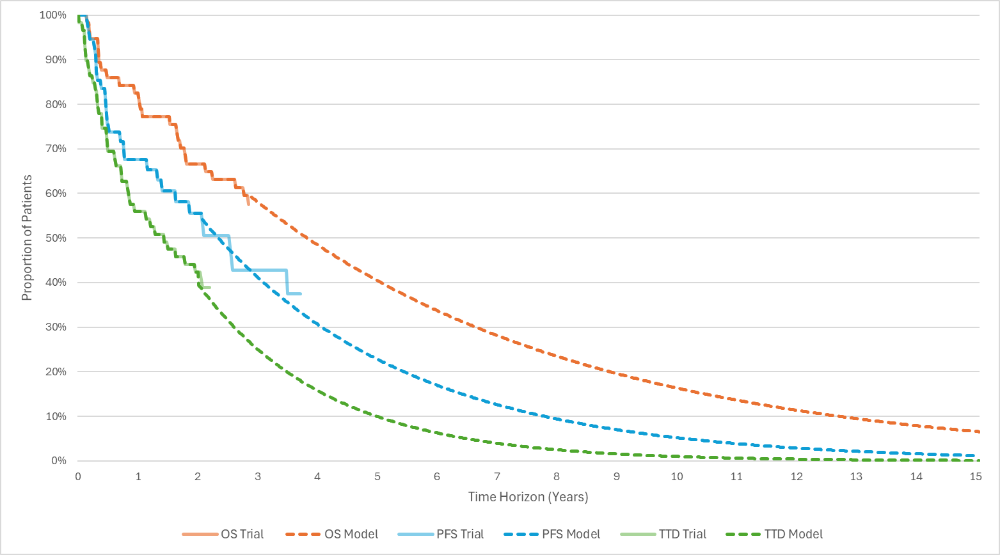 100%
90%
80%
70%
60%
50%
40%
30%
20%
10%
0%
Proportion of Patients
0 1 2 3 4 5 6 7 8 9 10 11 12 13 14 15
Time Horizon (Years)
OS Trial OS Model PFS Trial PFS Model TTD Trial TTD Model